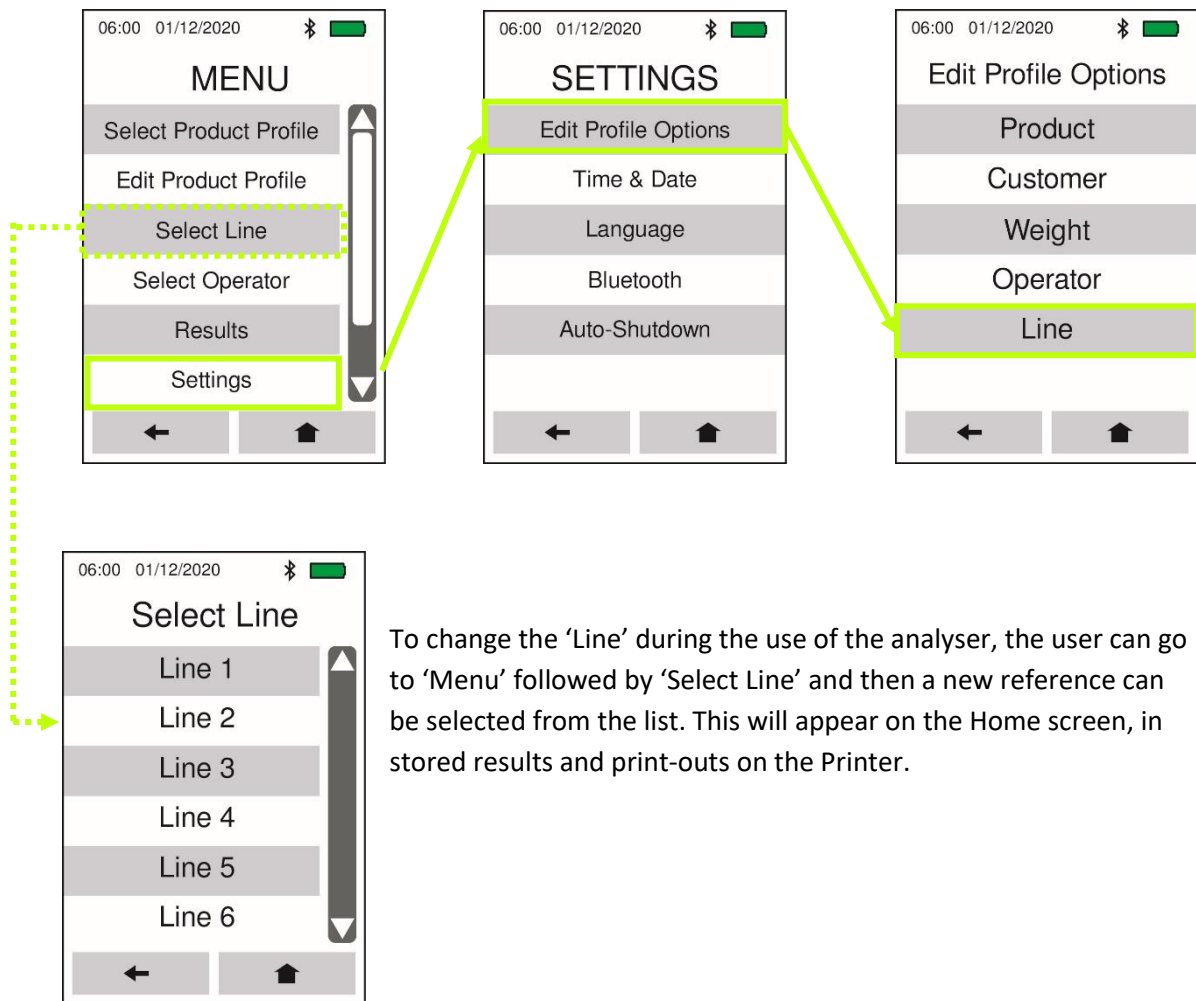 06:00 01/12/2020
MENU
Select Product Profile
Edit Product Profile
Select Line
Select Operator
Results
Settings
06:00 01/12/2020
SETTINGS
Edit Profile Options
Time & Date
Language
Bluetooth
Auto-Shutdown
06:00 01/12/2020
Edit Profile Options
Product
Customer
Weight
Operator
Line
06:00 01/12/2020
Select Line
Line 1
Line 2
Line 3
Line 4
Line 5
Line 6
To change the ‘Line’ during the use of the analyser, the user can go
to ‘Menu’ followed by ‘Select Line’ and then a new reference can
be selected from the list. This will appear on the Home screen, in
stored results and print-outs on the Printer.